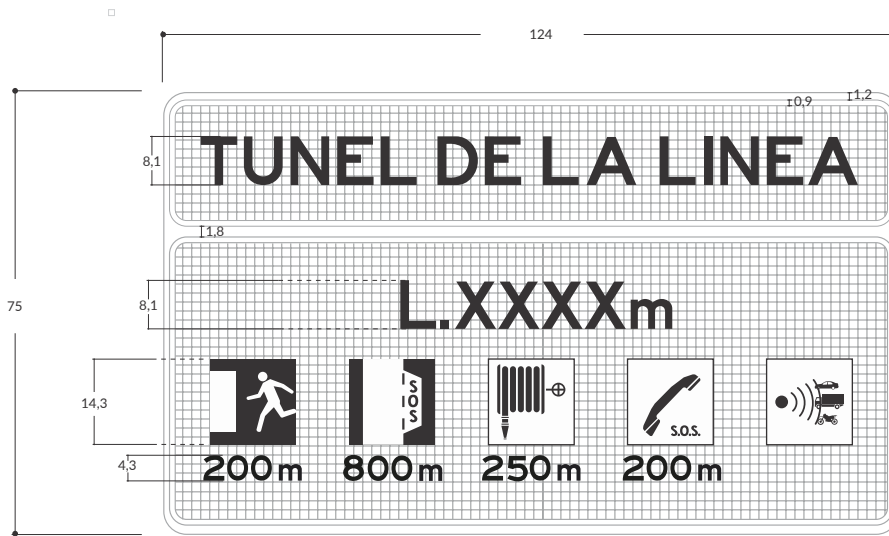 124
1,2
0,9
TUNEL DE LA LINEA
8,1
1,8
75
L.XXXXm
8,1
SOS
S.O.S.
14,3
200m 800m 250m 200m
4,3